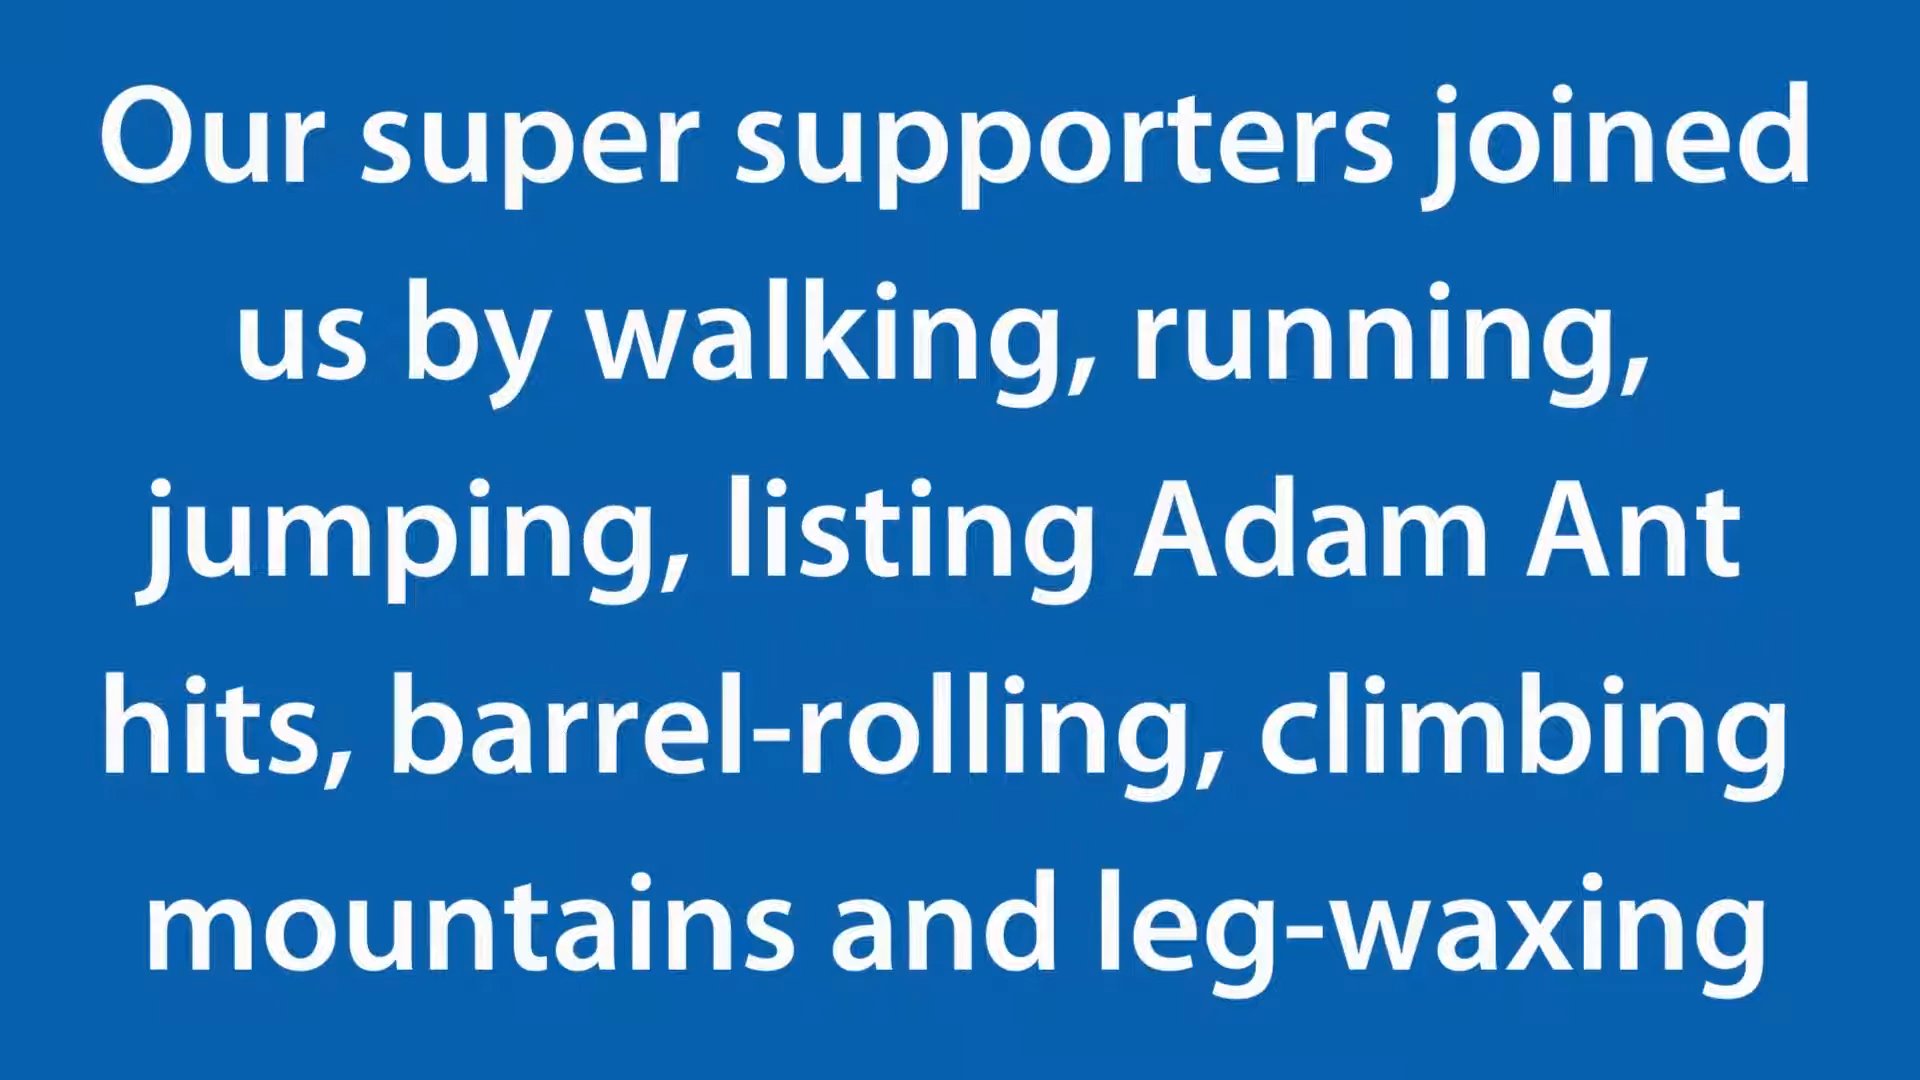 Our super supporters joined
us by walking, running,
jumping, listing Adam Ant
hits, barrel-rolling, climbing
mountains and leg-waxing